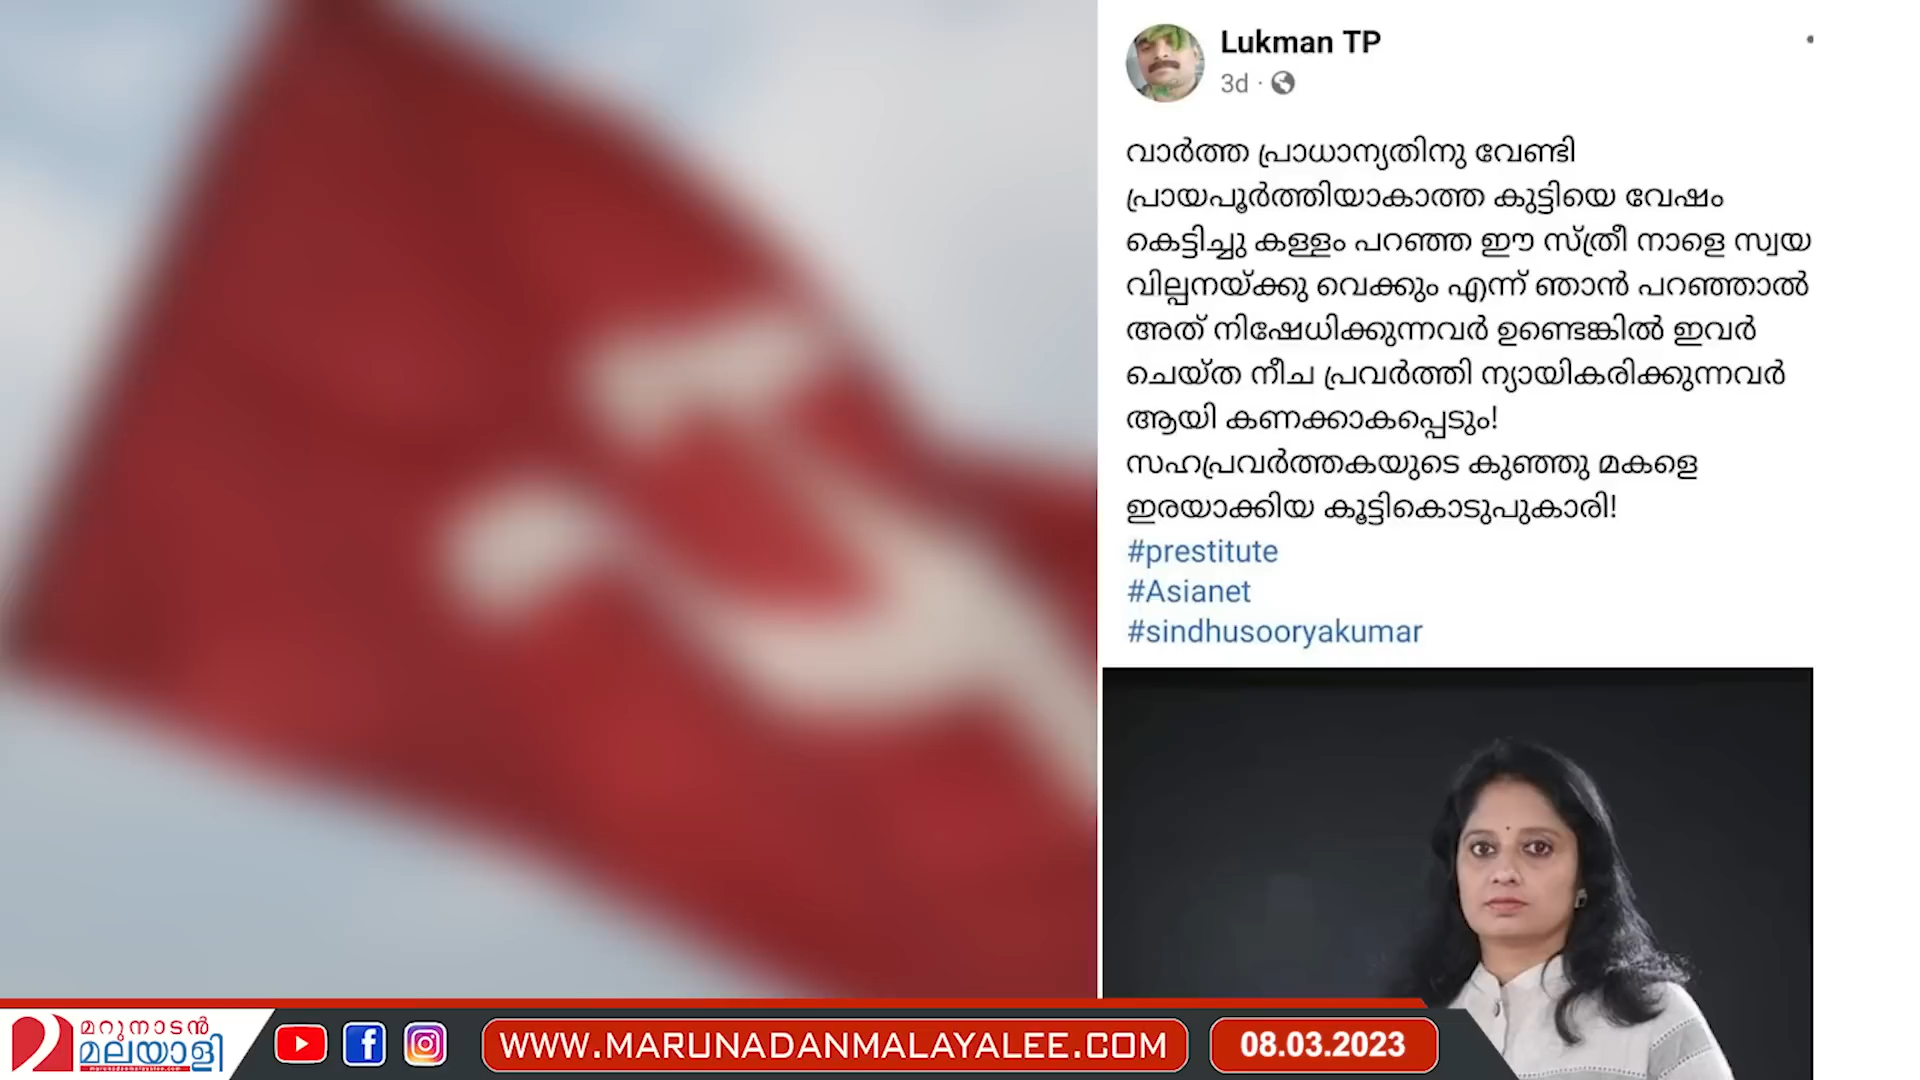 Lukman TP
3d ·
വാർത്ത പ്രാധാന്യതിനു വേണ്ടി
പ്രായപൂർത്തിയാകാത്ത കുട്ടിയെ വേഷം
കെട്ടിച്ചു കള്ളം പറഞ്ഞ ഈ സ്ത്രീ നാളെ സ്വയ
വില്പനയ്ക്കു വെക്കും എന്ന് ഞാൻ പറഞ്ഞാൽ
അത് നിഷേധിക്കുന്നവർ ഉണ്ടെങ്കിൽ ഇവർ
ചെയ്ത നീച പ്രവർത്തി ന്യായികരിക്കുന്നവർ
ആയി കണക്കാകപ്പെടും!
സഹപ്രവർത്തകയുടെ കുഞ്ഞു മകളെ
ഇരയാക്കിയ കൂട്ടികൊടുപുകാരി!
#prestitute
#Asianet
#sindhusooryakumar
മറുനാടൻ
മലയാളി
marunadanmalayalee.com
WWW.MARUNADANMALAYALEE.COM
08.03.2023